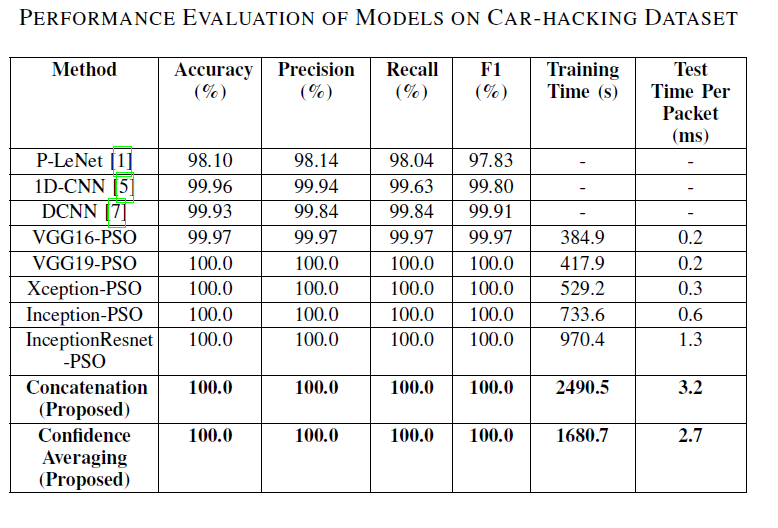 PERFORMANCE EVALUATION OF MODELS ON CAR-HACKING DATASET
Method Accuracy (%) Precision (%) Recall (%) F1 (%) Training Time (s) Test Time Per Packet (ms)
P-LeNet [1] 98.10 98.14 98.04 97.83 - -
1D-CNN [5] 99.96 99.94 99.63 99.80 - -
DCNN [7] 99.93 99.84 99.84 99.91 - -
VGG16-PSO 99.97 99.97 99.97 99.97 384.9 0.2
VGG19-PSO 100.0 100.0 100.0 100.0 417.9 0.2
Xception-PSO 100.0 100.0 100.0 100.0 529.2 0.3
Inception-PSO 100.0 100.0 100.0 100.0 733.6 0.6
InceptionResnet 100.0 100.0 100.0 100.0 970.4 1.3
-PSO
Concatenation 100.0 100.0 100.0 100.0 2490.5 3.2
(Proposed)
Confidence 100.0 100.0 100.0 100.0 1680.7 2.7
Averaging
(Proposed)